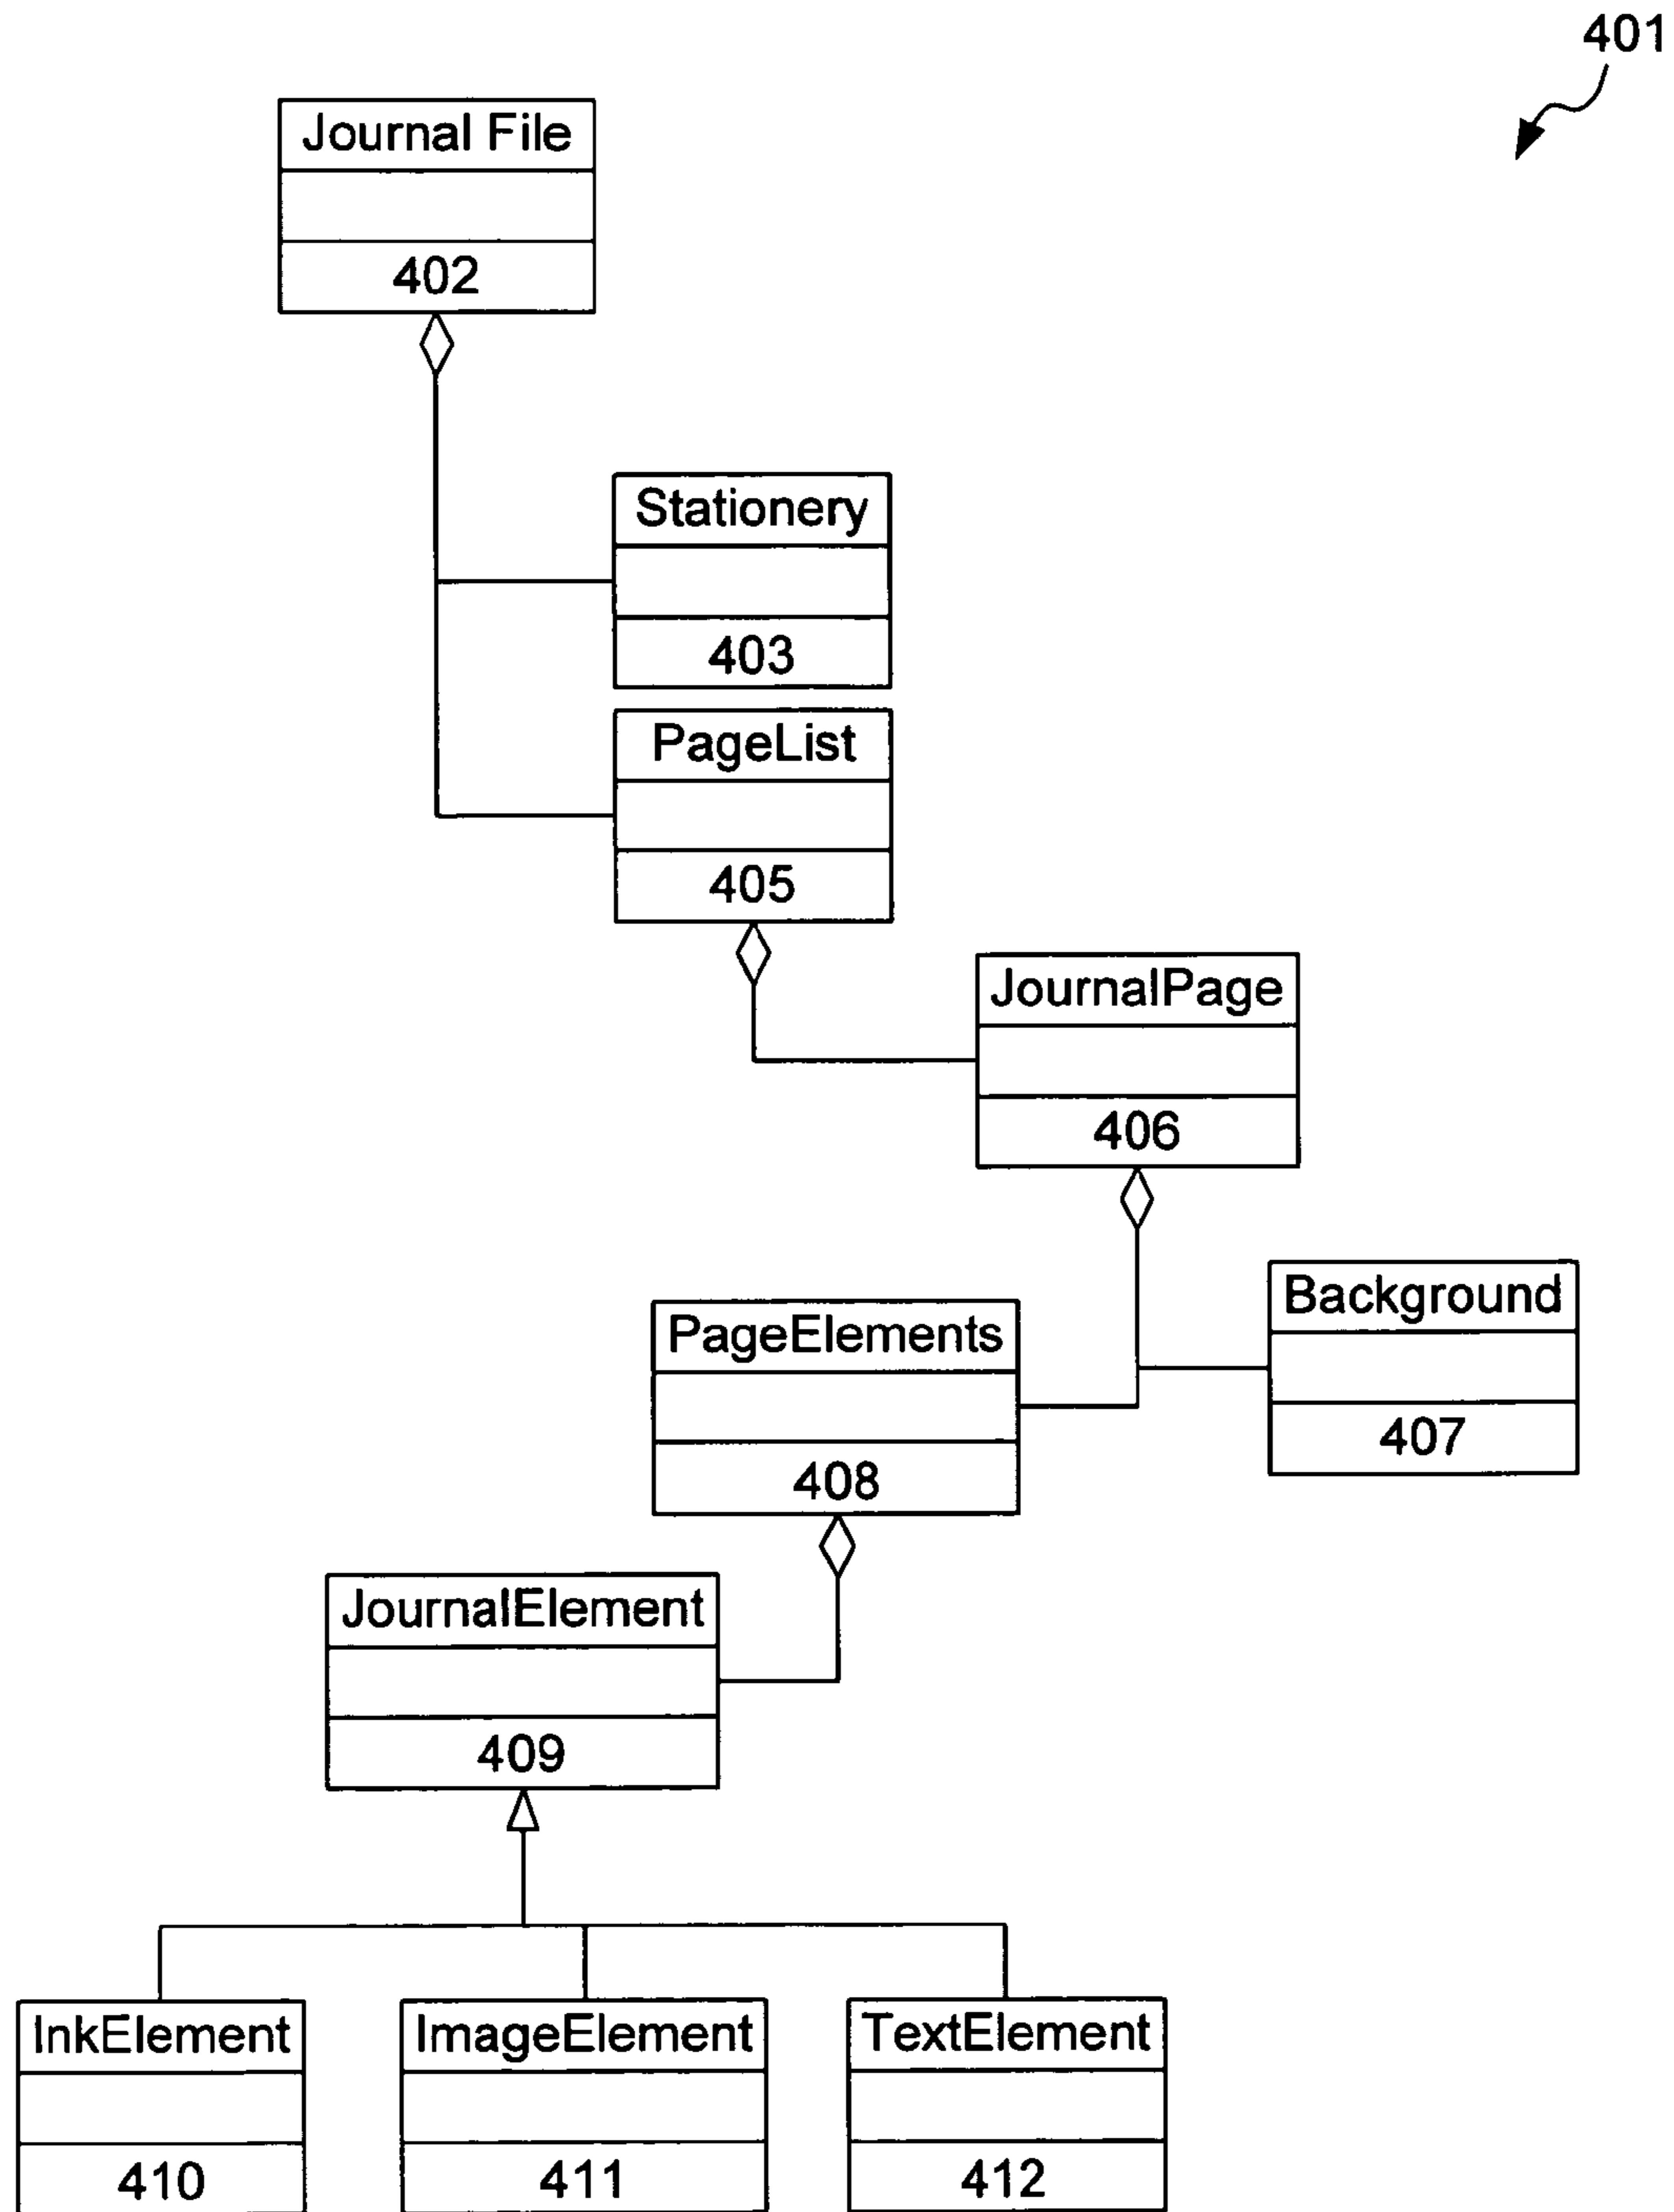 401
Journal File
402
Stationery
403
PageList
405
JournalPage
406
Background
407
PageElements
408
JournalElement
409
InkElement
410
ImageElement
411
TextElement
412